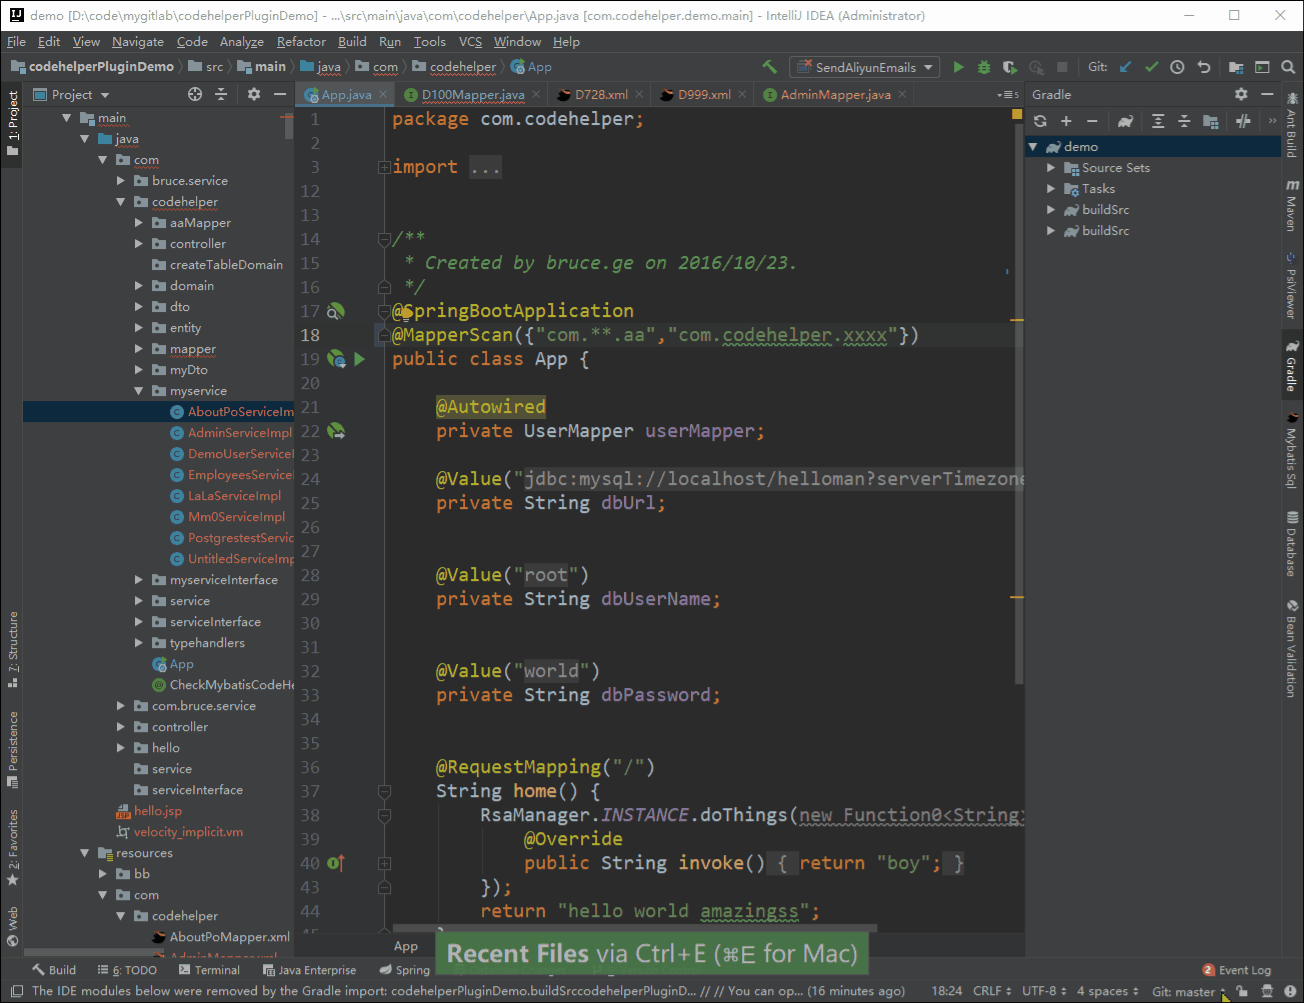 demo [D:\code\mygitlab\codehelperPluginDemo] - ...\src\main\java\com\codehelper\App.java [com.codehelper.demo.main] - IntelliJ IDEA (Administrator)
File Edit View Navigate Code Analyze Refactor Build Run Tools VCS Window Help
codehelperPluginDemo src main java com codehelper App
SendAliyunEmails Git:
Project
App.java D100Mapper.java D728.xml D999.xml AdminMapper.java
Gradle
1: Project
7: Structure
Persistence
2: Favorites
Web
main
java
com
bruce.service
codehelper
aaMapper
controller
createTableDomain
domain
dto
entity
mapper
myDto
myservice
AboutPoServiceIm
AdminServiceImpl
DemoUserServiceI
EmployeesService
LaLaServiceImpl
Mm0ServiceImpl
PostgrestestServic
UntitledServiceImp
myserviceInterface
service
serviceInterface
typehandlers
App
CheckMybatisCodeHe
com.bruce.service
controller
hello
service
serviceInterface
hello.jsp
velocity_implicit.vm
resources
bb
com
codehelper
AboutPoMapper.xml
AdminMapper.xml
1 package com.codehelper;
2
3 import ...
12
13
14 /**
15 * Created by bruce.ge on 2016/10/23.
16 */
17 @SpringBootApplication
18 @MapperScan({"com.**.aa","com.codehelper.xxxx"})
19 public class App {
20
21 @Autowired
22 private UserMapper userMapper;
23
24 @Value("jdbc:mysql://localhost/helloman?serverTimezone
25 private String dbUrl;
26
27
28 @Value("root")
29 private String dbUserName;
30
31
32 @Value("world")
33 private String dbPassword;
34
35
36 @RequestMapping("/")
37 String home() {
38 RsaManager.INSTANCE.doThings(new Function0<String>
39 @Override
40 public String invoke() { return "boy"; }
43 });
44 return "hello world amazingss";
45 }
App
Recent Files via Ctrl+E (⌘E for Mac)
demo
Source Sets
Tasks
buildSrc
buildSrc
Ant Build
Maven
PsiViewer
Gradle
Mybatis Sql
Database
Bean Validation
Build 6: TODO Terminal Java Enterprise Spring
2 Event Log
The IDE modules below were removed by the Gradle import: codehelperPluginDemo.buildSrccodehelperPluginD... // // You can op... (16 minutes ago) 18:24 CRLF UTF-8 4 spaces Git: master